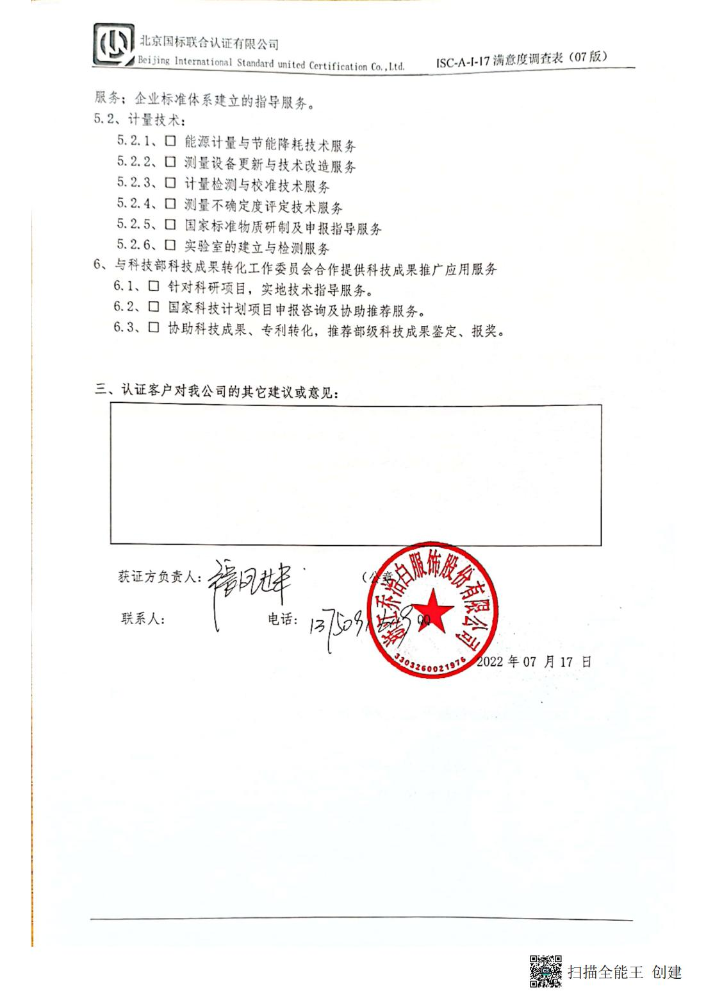 北京国标联合认证有限公司
Beijing International Standard united Certification Co.,Ltd.
ISC-A-I-17 满意度调查表（07 版）
服务；企业标准体系建立的指导服务。
5.2、计量技术：
5.2.1、□ 能源计量与节能降耗技术服务
5.2.2、□ 测量设备更新与技术改造服务
5.2.3、□ 计量检测与校准技术服务
5.2.4、□ 测量不确定度评定技术服务
5.2.5、□ 国家标准物质研制及申报指导服务
5.2.6、□ 实验室的建立与检测服务
6、与科技部科技成果转化工作委员会合作提供科技成果推广应用服务
6.1、□ 针对科研项目，实地技术指导服务。
6.2、□ 国家科技计划项目申报咨询及协助推荐服务。
6.3、□ 协助科技成果、专利转化，推荐部级科技成果鉴定、报奖。
三、认证客户对我公司的其它建议或意见：
获证方负责人：
（公章）
浙江乔治白服饰股份有限公司
3303260021976
联系人：
电话：
QQ
2022 年 07 月 17 日
扫描全能王 创建